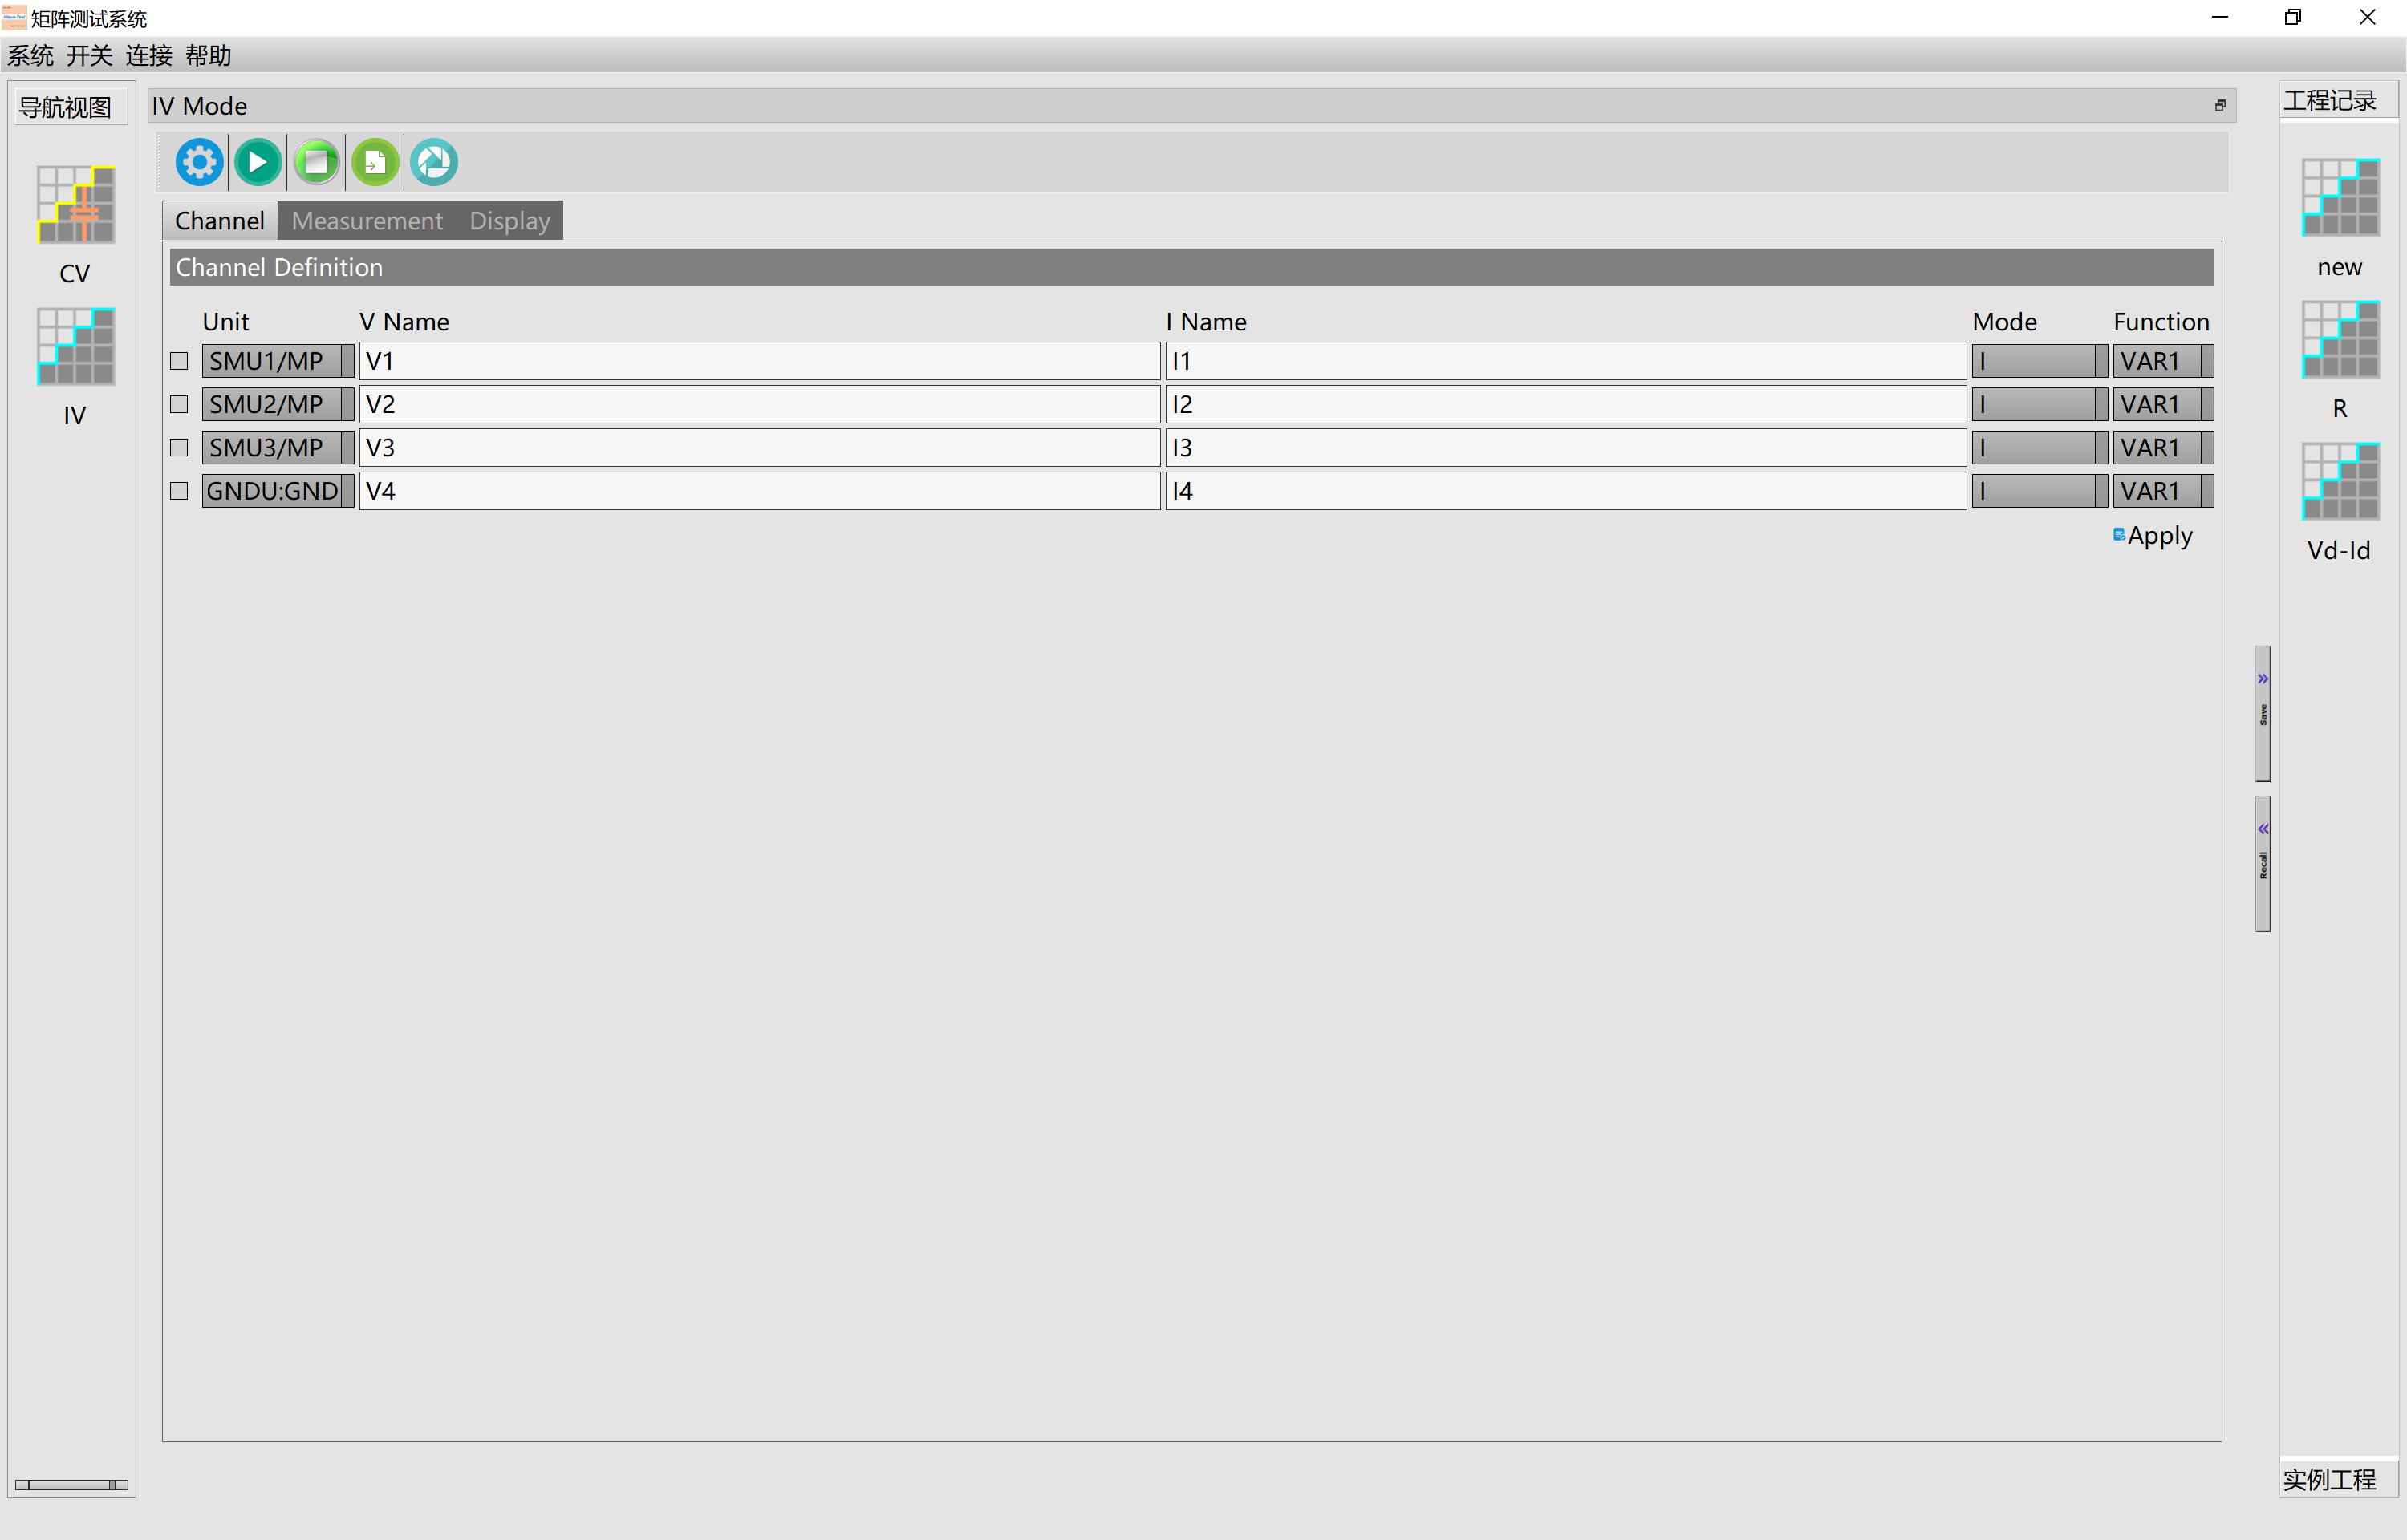 矩阵测试系统
系统 开关 连接 帮助
导航视图
CV
IV
IV Mode
Channel Measurement Display
Channel Definition
Unit V Name I Name Mode Function
SMU1/MP V1 I1 I VAR1
SMU2/MP V2 I2 I VAR1
SMU3/MP V3 I3 I VAR1
GNDU:GND V4 I4 I VAR1
Apply
Save
Recall
工程记录
new
R
Vd-Id
实例工程